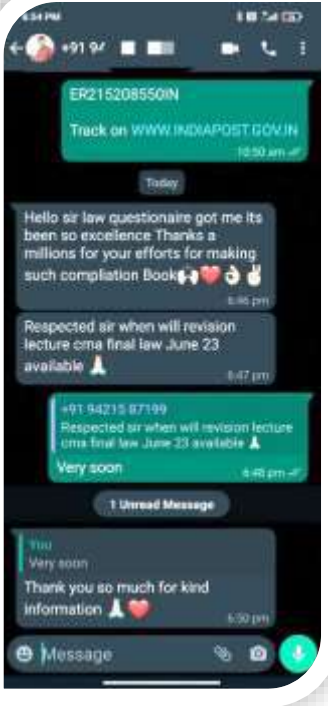 6:54 PM
+91 94
ER215208550IN
Track on WWW.INDIAPOST.GOV.IN
10:50 am
Today
Hello sir law questionaire got me its
been so excellence Thanks a
millions for your efforts for making
such compliation Book🙌❤️👌✌️
6:46 pm
Respected sir when will revision
lecture cma final law June 23
available 🙏
6:47 pm
+91 94215 87199
Respected sir when will revision lecture
cma final law June 23 available 🙏
Very soon
6:48 pm
1 Unread Message
You
Very soon
Thank you so much for kind
information 🙏❤️
6:50 pm
Message